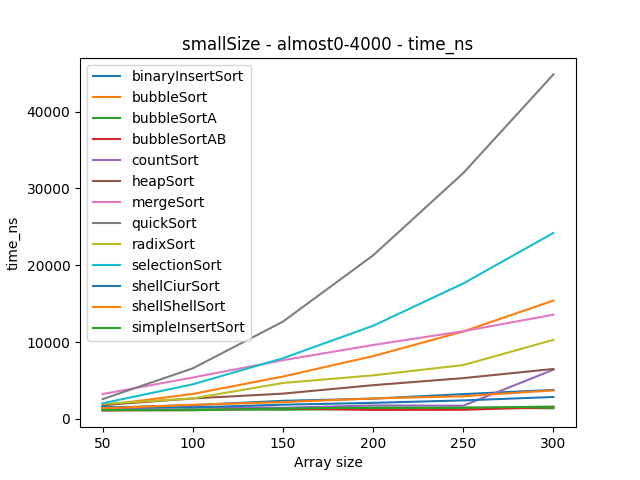 smallSize - almost0-4000 - time_ns
binaryInsertSort
bubbleSort
bubbleSortA
bubbleSortAB
countSort
heapSort
mergeSort
quickSort
radixSort
selectionSort
shellCiurSort
shellShellSort
simpleInsertSort
time_ns
40000
30000
20000
10000
0
50 100 150 200 250 300
Array size